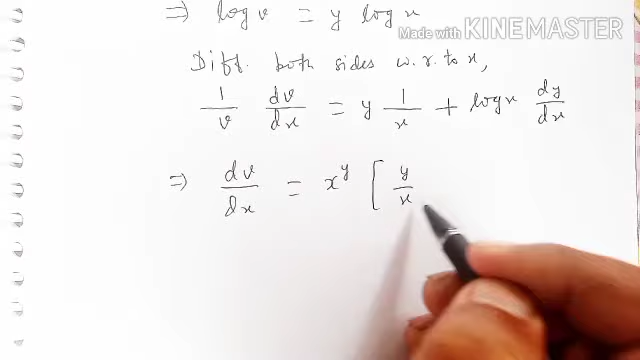 ⇒ log v = y log x
Made with KINEMASTER
Diff. both sides w.r. to x,
1/v dv/dx = y 1/x + log x dy/dx
⇒ dv/dx = x^y [ y/x